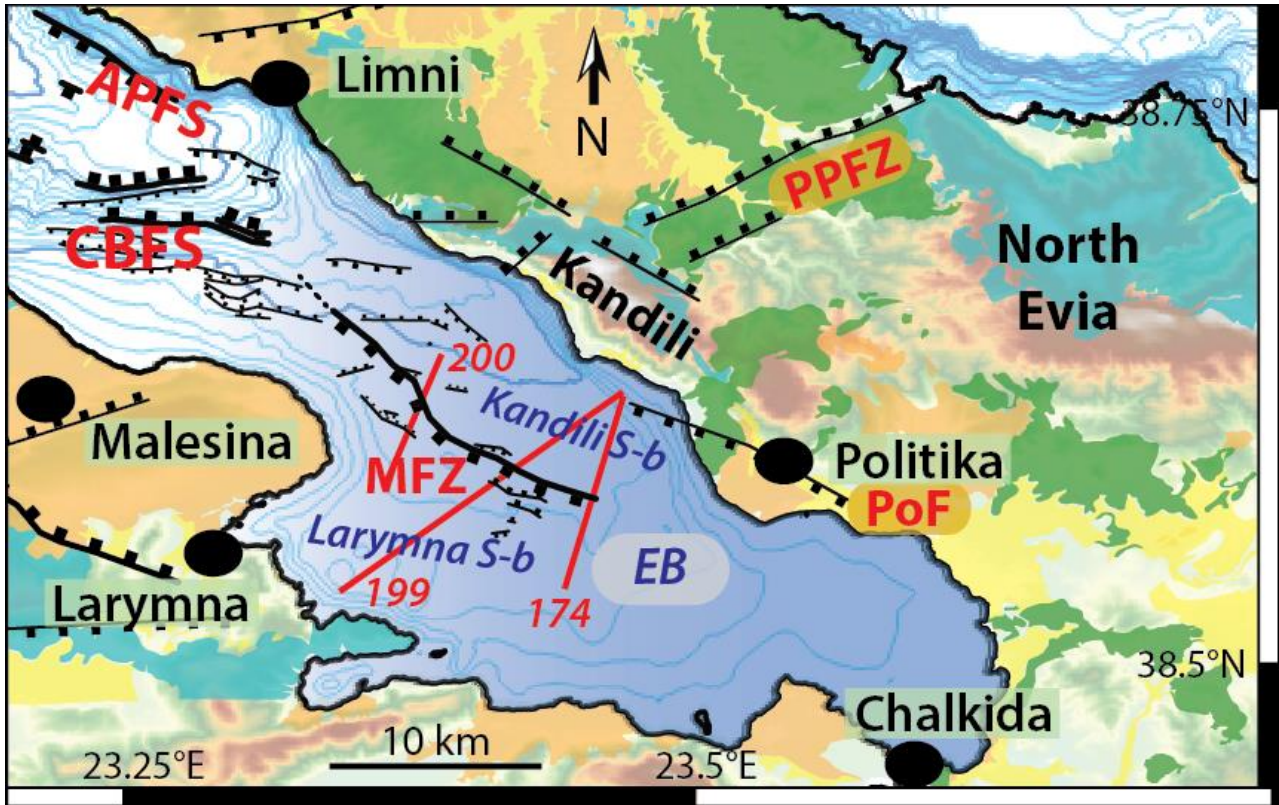 Limni
APFS
N
38.75°N
PPFZ
North
Evia
CBFS
Kandili
200
Kandili S-b
Malesina
MFZ
Politika
PoF
Larymna S-b
EB
199
174
Larymna
38.5°N
Chalkida
10 km
23.25°E
23.5°E